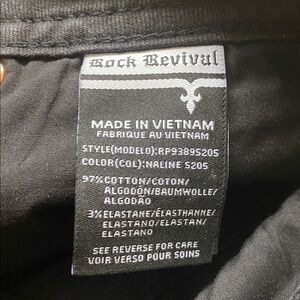 Rock Revival
MADE IN VIETNAM
FABRIQUE AU VIETNAM
STYLE(MODELO): RP9389S205
COLOR(COL): NALINE S205
97%COTTON/COTON/
ALGODÓN/BAUMWOLLE/
ALGODÃO
3%ELASTANE/ÉLASTHANNE/
ELASTANO/ELASTAN/
ELASTANO
SEE REVERSE FOR CARE
VOIR VERSO POUR SOINS